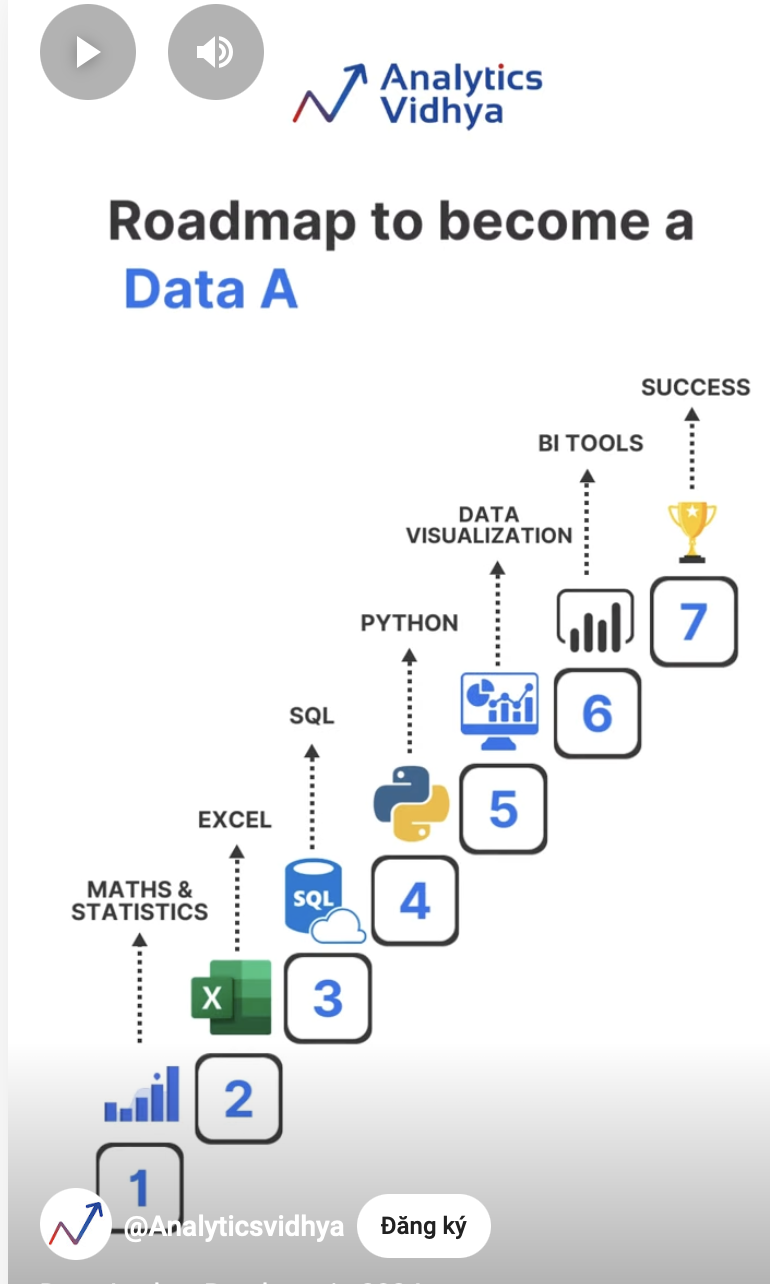 Analytics
Vidhya
Roadmap to become a
Data A
SUCCESS
BI TOOLS
DATA
VISUALIZATION
PYTHON
7
SQL
6
EXCEL
5
MATHS &
STATISTICS
SQL
4
X
3
2
1
@Analyticsvidhya
Đăng ký